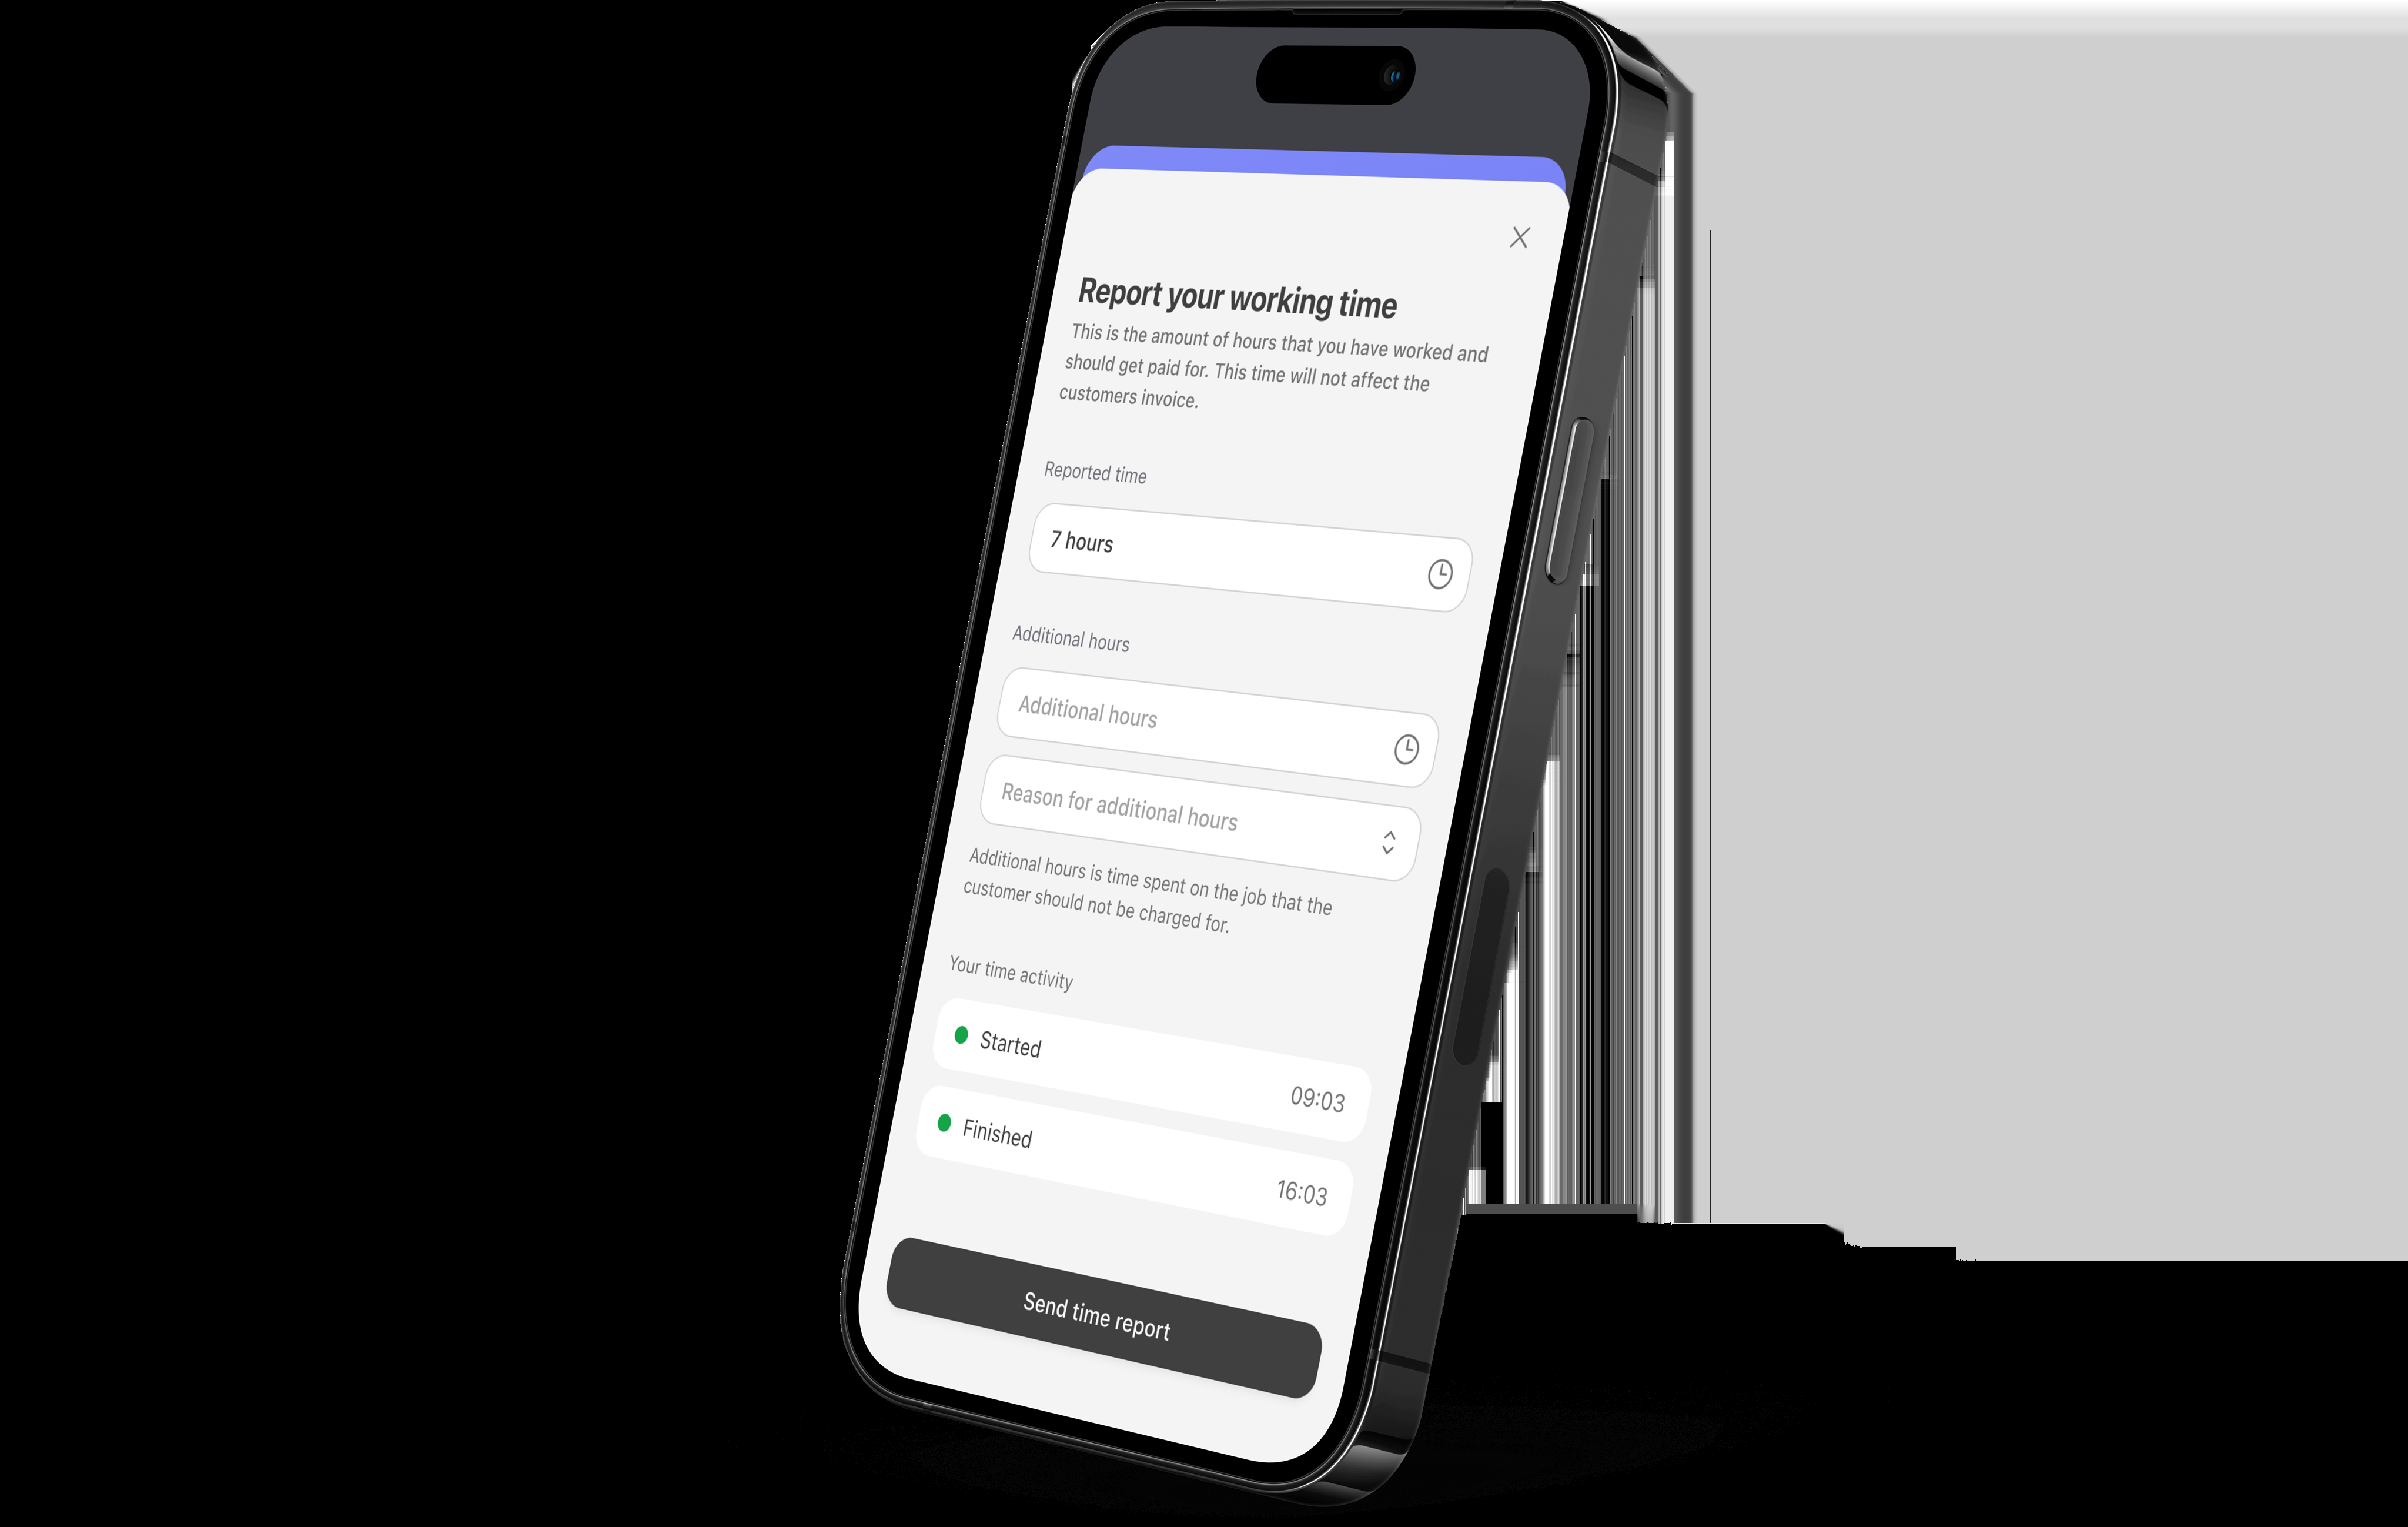 Report your working time
This is the amount of hours that you have worked and
should get paid for. This time will not affect the
customers invoice.
Reported time
7 hours
Additional hours
Additional hours
Reason for additional hours
Additional hours is time spent on the job that the
customer should not be charged for.
Your time activity
Started
09:03
Finished
16:03
Send time report